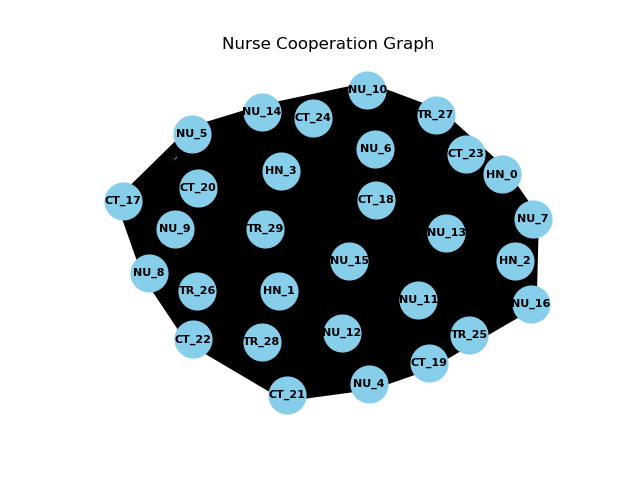 Nurse Cooperation Graph
NU_10
NU_14
CT_24
TR_27
NU_5
NU_6
CT_23
HN_3
HN_0
CT_20
CT_17
CT_18
NU_7
NU_9
TR_29
NU_13
NU_15
HN_2
NU_8
TR_26
HN_1
NU_11
NU_16
NU_12
TR_25
CT_22
TR_28
CT_19
NU_4
CT_21